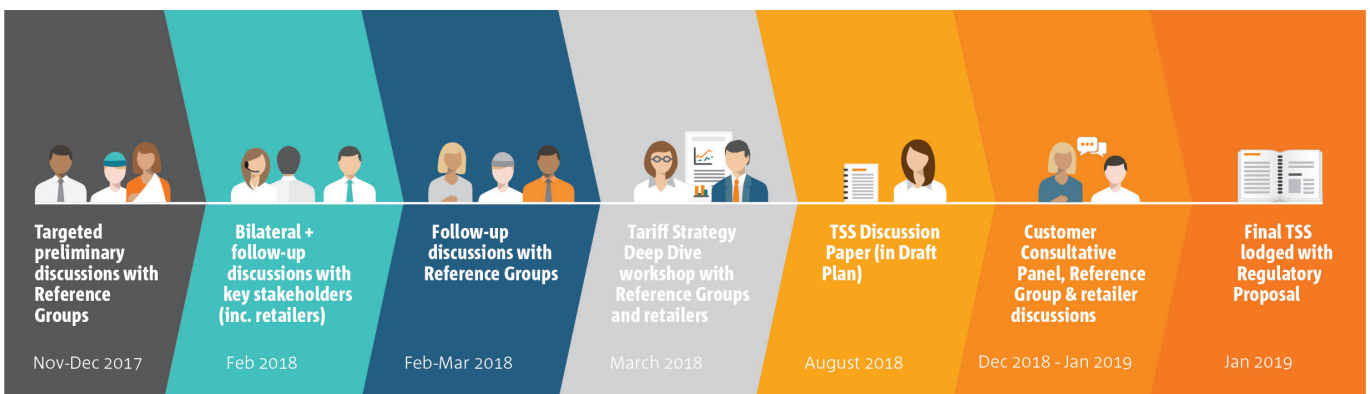 Targeted
preliminary
discussions with
Reference
Groups
Nov-Dec 2017
Bilateral +
follow-up
discussions with
key stakeholders
(inc. retailers)
Feb 2018
Follow-up
discussions with
Reference Groups
Feb-Mar 2018
Tariff Strategy
Deep Dive
workshop with
Reference Groups
and retailers
March 2018
TSS Discussion
Paper (in Draft
Plan)
August 2018
Customer
Consultative
Panel, Reference
Group & retailer
discussions
Dec 2018 - Jan 2019
Final TSS
lodged with
Regulatory
Proposal
Jan 2019